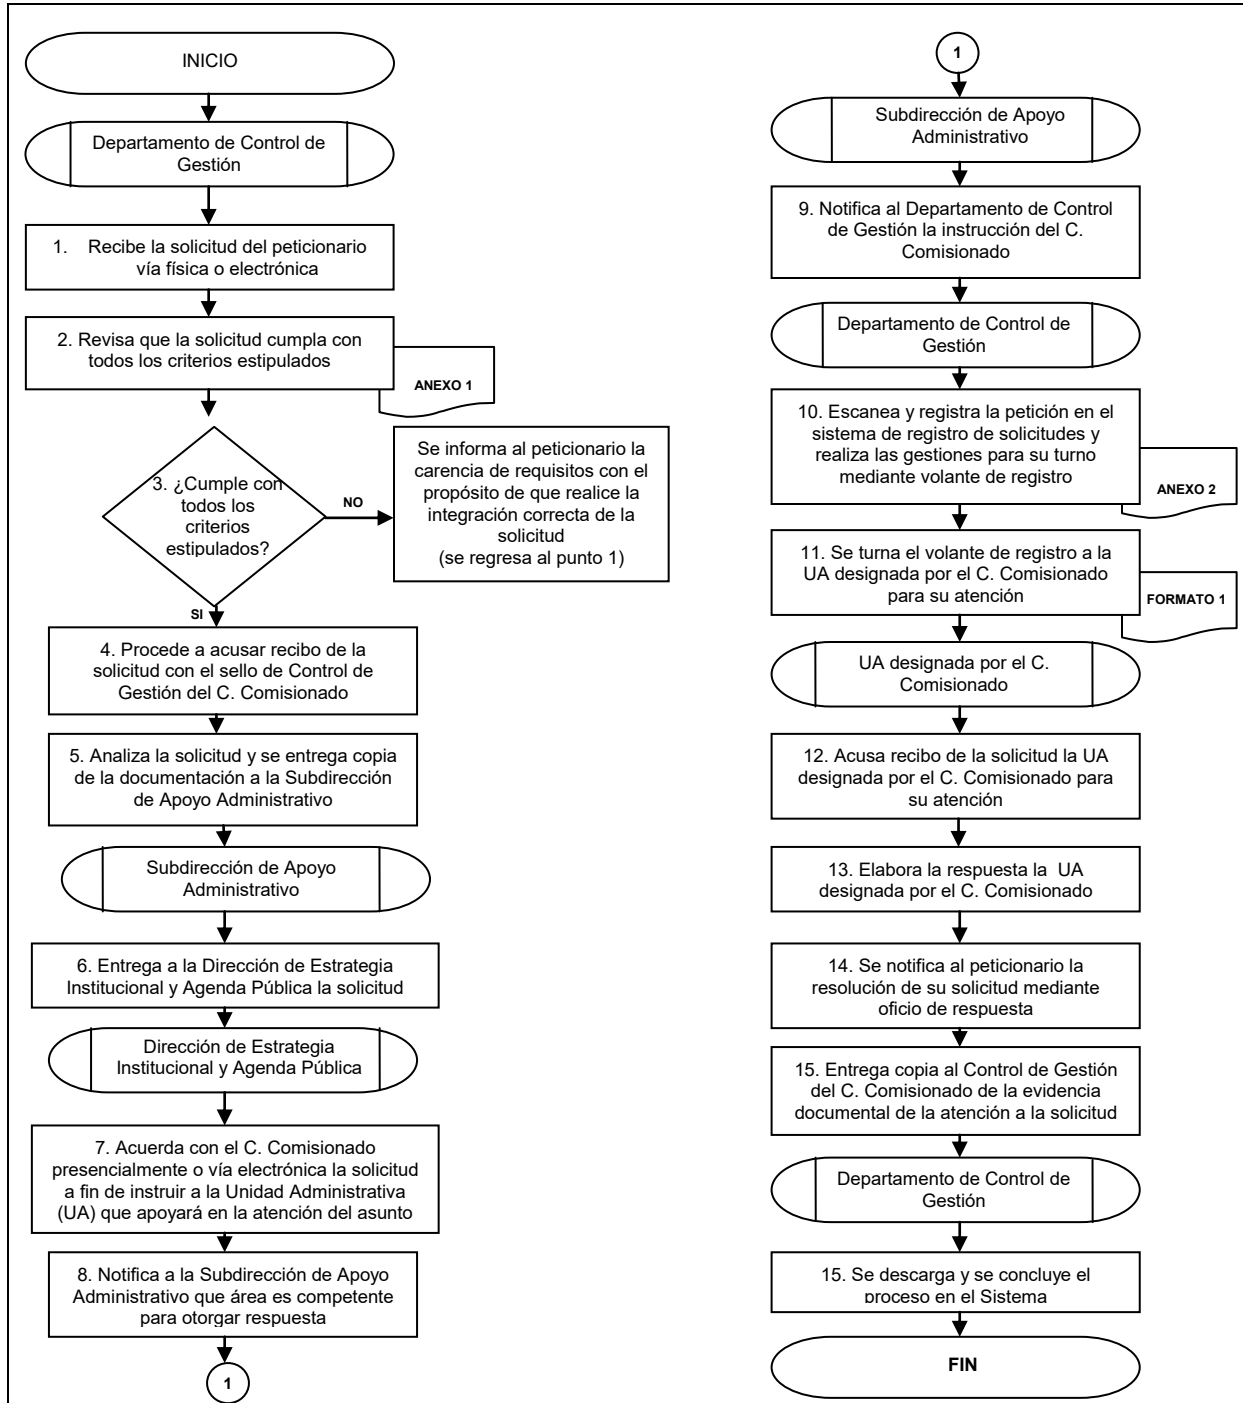 INICIO
Departamento de Control de
Gestión
1. Recibe la solicitud del peticionario
vía física o electrónica
2. Revisa que la solicitud cumpla con
todos los criterios estipulados
ANEXO 1
3. ¿Cumple con
todos los
criterios
estipulados?
NO
Se informa al peticionario la
carencia de requisitos con el
propósito de que realice la
integración correcta de la
solicitud
(se regresa al punto 1)
SI
4. Procede a acusar recibo de la
solicitud con el sello de Control de
Gestión del C. Comisionado
5. Analiza la solicitud y se entrega copia
de la documentación a la Subdirección
de Apoyo Administrativo
Subdirección de Apoyo
Administrativo
6. Entrega a la Dirección de Estrategia
Institucional y Agenda Pública la solicitud
Dirección de Estrategia
Institucional y Agenda Pública
7. Acuerda con el C. Comisionado
presencialmente o vía electrónica la solicitud
a fin de instruir a la Unidad Administrativa
(UA) que apoyará en la atención del asunto
8. Notifica a la Subdirección de Apoyo
Administrativo que área es competente
para otorgar respuesta
1
1
Subdirección de Apoyo
Administrativo
9. Notifica al Departamento de Control
de Gestión la instrucción del C.
Comisionado
Departamento de Control de
Gestión
10. Escanea y registra la petición en el
sistema de registro de solicitudes y
realiza las gestiones para su turno
mediante volante de registro
ANEXO 2
11. Se turna el volante de registro a la
UA designada por el C. Comisionado
para su atención
FORMATO 1
UA designada por el C.
Comisionado
12. Acusa recibo de la solicitud la UA
designada por el C. Comisionado para
su atención
13. Elabora la respuesta la UA
designada por el C. Comisionado
14. Se notifica al peticionario la
resolución de su solicitud mediante
oficio de respuesta
15. Entrega copia al Control de Gestión
del C. Comisionado de la evidencia
documental de la atención a la solicitud
Departamento de Control de
Gestión
15. Se descarga y se concluye el
proceso en el Sistema
FIN